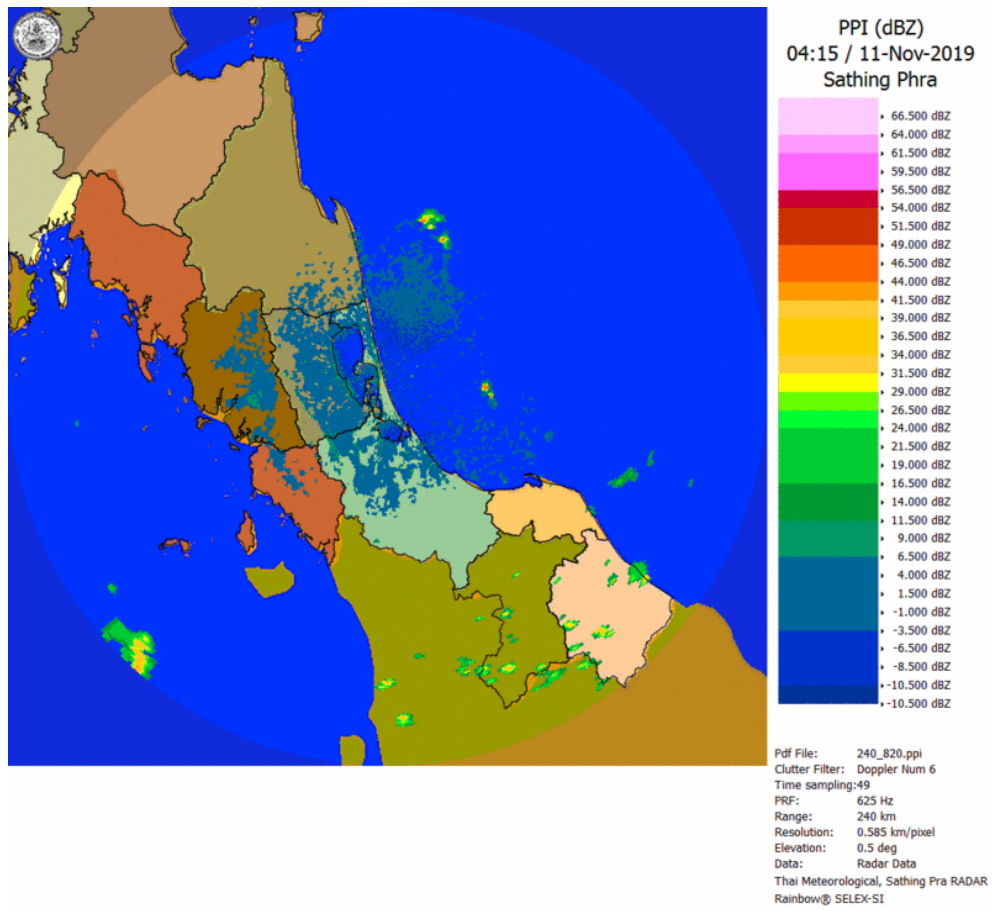 PPI (dBZ)
04:15 / 11-Nov-2019
Sathing Phra
66.500 dBZ
64.000 dBZ
61.500 dBZ
59.500 dBZ
56.500 dBZ
54.000 dBZ
51.500 dBZ
49.000 dBZ
46.500 dBZ
44.000 dBZ
41.500 dBZ
39.000 dBZ
36.500 dBZ
34.000 dBZ
31.500 dBZ
29.000 dBZ
26.500 dBZ
24.000 dBZ
21.500 dBZ
19.000 dBZ
16.500 dBZ
14.000 dBZ
11.500 dBZ
9.000 dBZ
6.500 dBZ
4.000 dBZ
1.500 dBZ
-1.000 dBZ
-3.500 dBZ
-6.500 dBZ
-8.500 dBZ
-10.500 dBZ
-10.500 dBZ
Pdf File: 240_820.ppi
Clutter Filter: Doppler Num 6
Time sampling:49
PRF: 625 Hz
Range: 240 km
Resolution: 0.585 km/pixel
Elevation: 0.5 deg
Data: Radar Data
Thai Meteorological, Sathing Pra RADAR
Rainbow® SELEX-SI